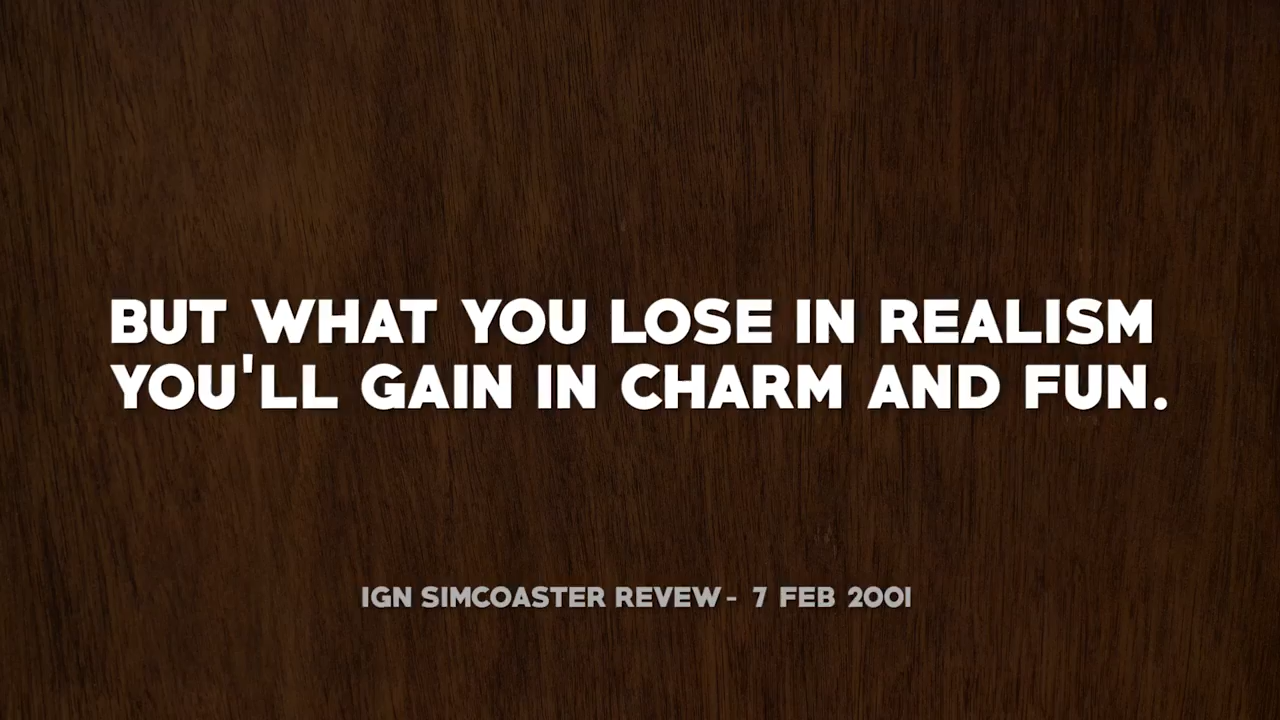 BUT WHAT YOU LOSE IN REALISM
YOU'LL GAIN IN CHARM AND FUN.
IGN SIMCOASTER REVEW - 7 FEB 2001